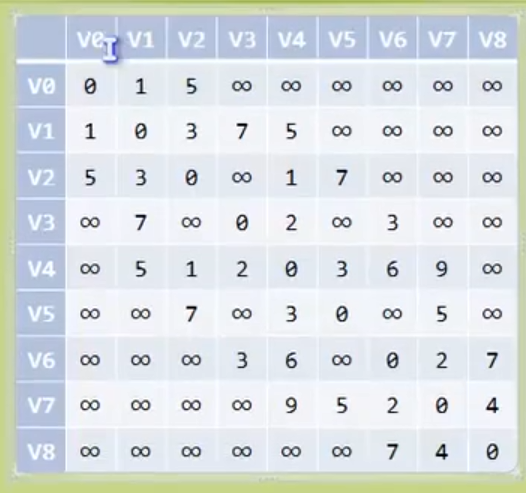 V0 V1 V2 V3 V4 V5 V6 V7 V8
V0 0 1 5 ∞ ∞ ∞ ∞ ∞ ∞
V1 1 0 3 7 5 ∞ ∞ ∞ ∞
V2 5 3 0 ∞ 1 7 ∞ ∞ ∞
V3 ∞ 7 ∞ 0 2 ∞ 3 ∞ ∞
V4 ∞ 5 1 2 0 3 6 9 ∞
V5 ∞ ∞ 7 ∞ 3 0 ∞ 5 ∞
V6 ∞ ∞ ∞ 3 6 ∞ 0 2 7
V7 ∞ ∞ ∞ ∞ 9 5 2 0 4
V8 ∞ ∞ ∞ ∞ ∞ ∞ 7 4 0